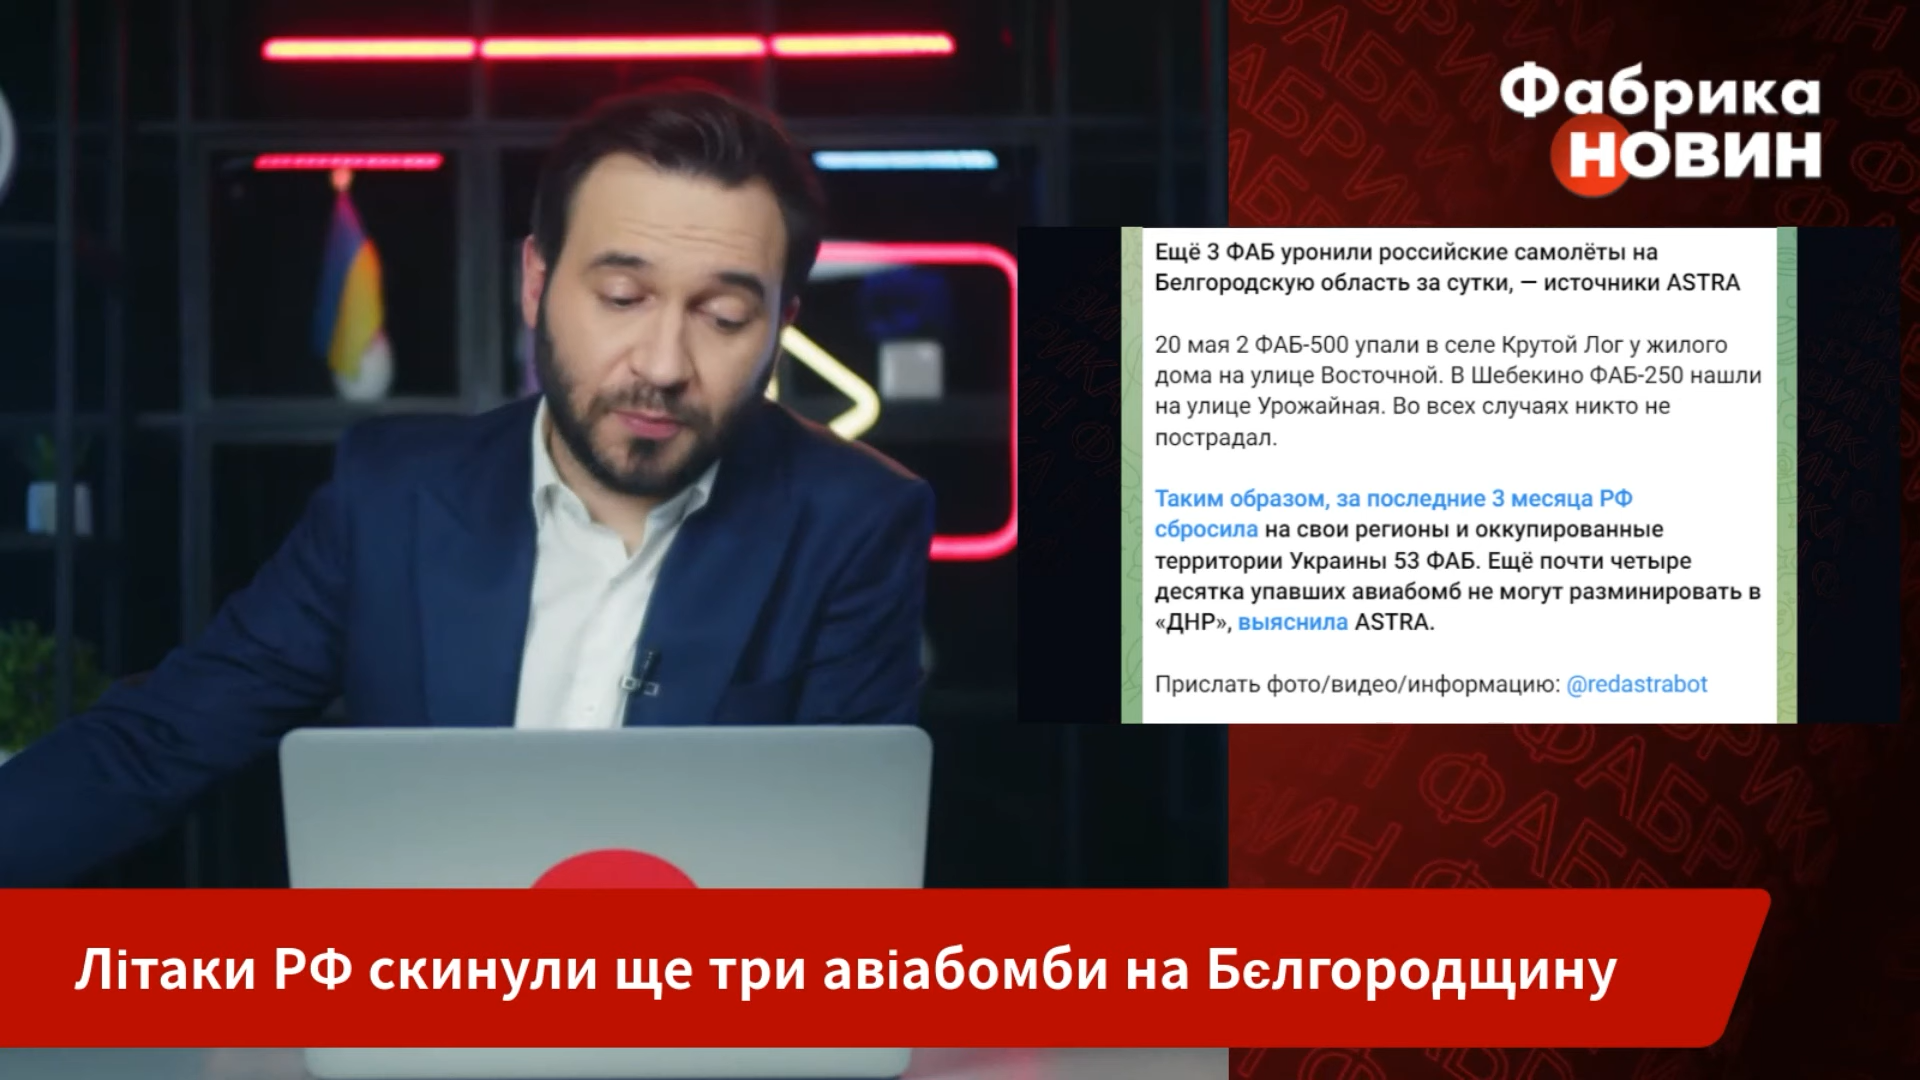 Фабрика
НОВИН
Ещё 3 ФАБ уронили российские самолёты на
Белгородскую область за сутки, — источники ASTRA
20 мая 2 ФАБ-500 упали в селе Крутой Лог у жилого
дома на улице Восточной. В Шебекино ФАБ-250 нашли
на улице Урожайная. Во всех случаях никто не
пострадал.
Таким образом, за последние 3 месяца РФ
сбросила на свои регионы и оккупированные
территории Украины 53 ФАБ. Ещё почти четыре
десятка упавших авиабомб не могут разминировать в
«ДНР», выяснила ASTRA.
Прислать фото/видео/информацию: @redastrabot
Літаки РФ скинули ще три авіабомби на Бєлгородщину